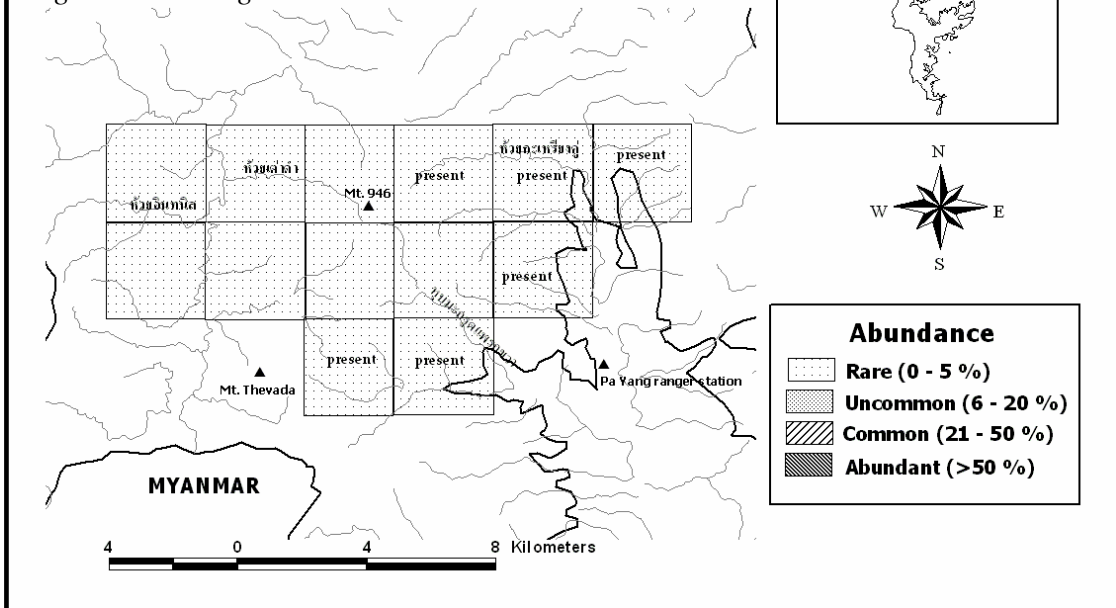 ห้วยกะเหรี่ยงคู่
present
ห้วยเต่าดำ
present
present
Mt. 946
ห้วยอินทนิล
N
W
E
S
present
present
present
Mt. Thevada
Pa Yang ranger station
MYANMAR
Abundance
Rare (0 - 5 %)
Uncommon (6 - 20 %)
Common (21 - 50 %)
Abundant (>50 %)
4 0 4 8 Kilometers